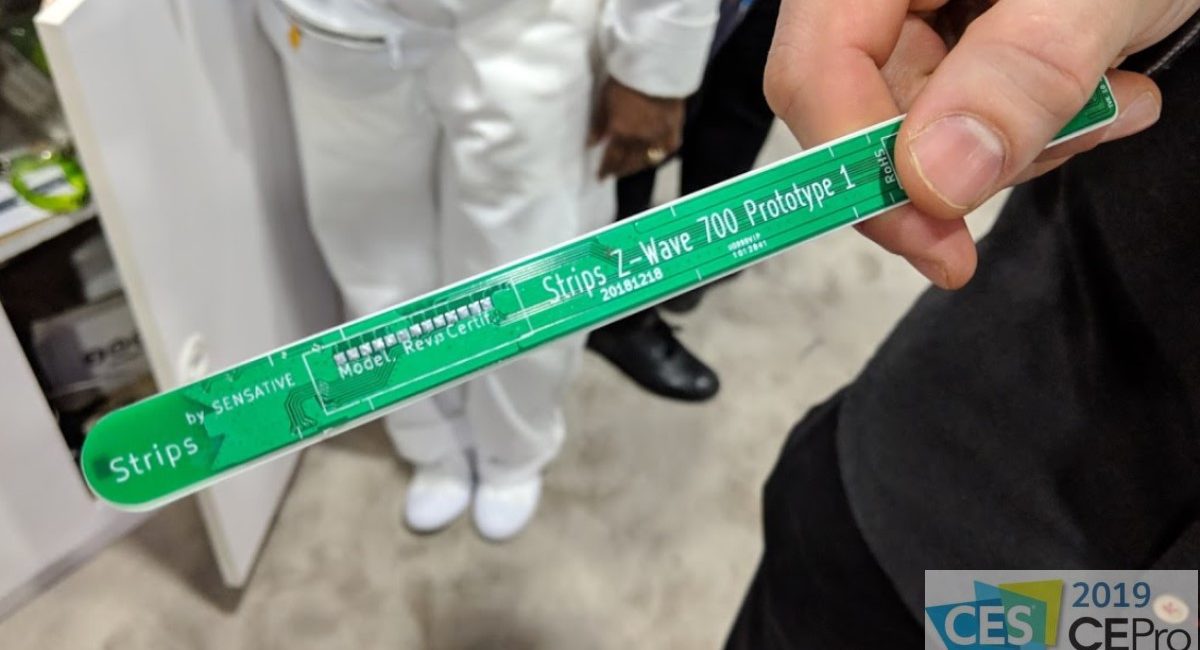 Strips
by SENSATIVE
Model, Rev, Certif.
Strips Z-Wave 700 Prototype 1
20181218
RoHS
CES
2019
CEPro